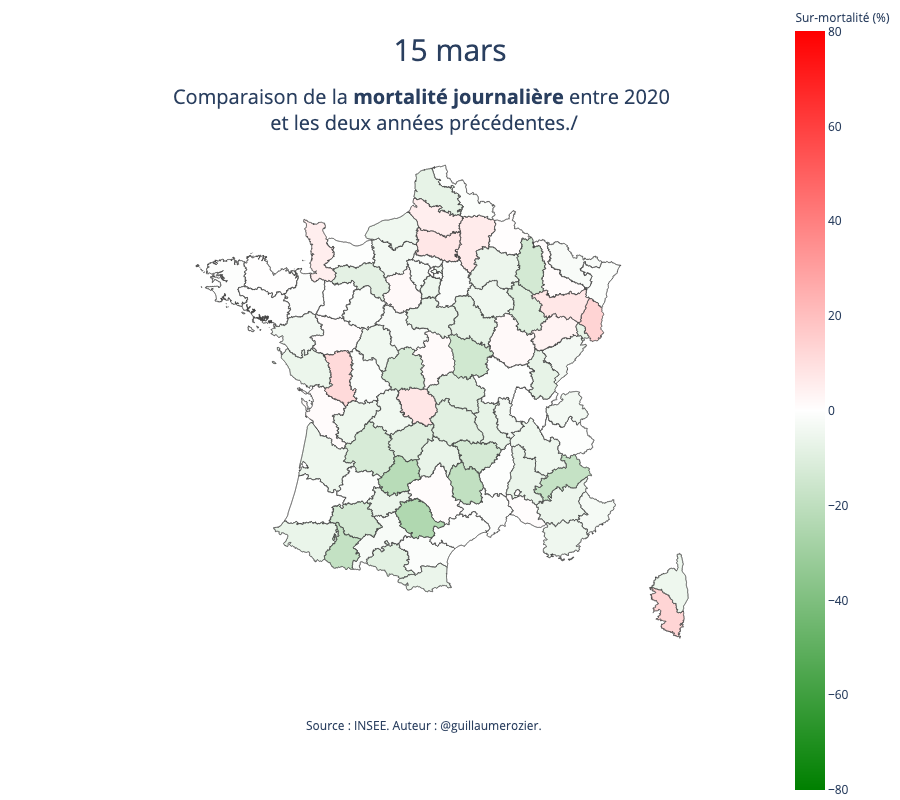 Sur-mortalité (%)
15 mars
Comparaison de la mortalité journalière entre 2020
et les deux années précédentes./
80
60
40
20
0
−20
−40
−60
−80
Source : INSEE. Auteur : @guillaumerozier.